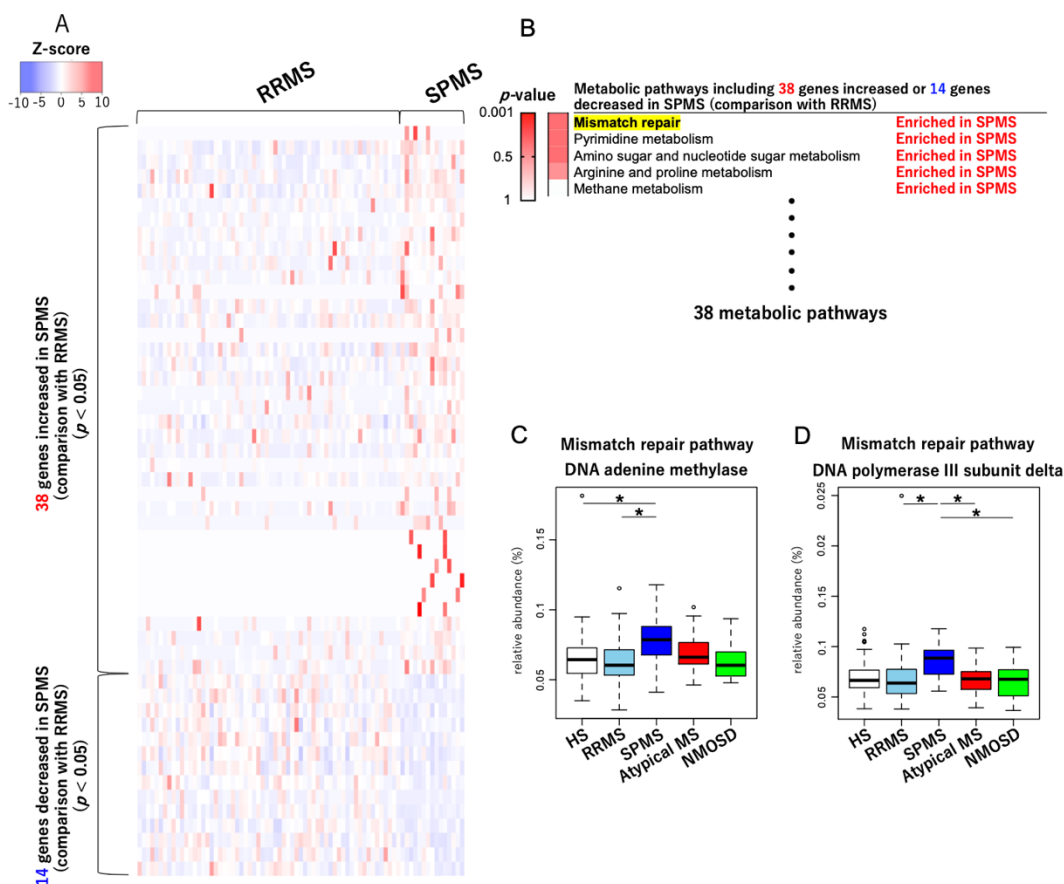 A
Z-score
-10 -5 0 5 10
RRMS
SPMS
38 genes increased in SPMS
(comparison with RRMS)
(p < 0.05)
14 genes decreased in SPMS
(comparison with RRMS)
(p < 0.05)
B
p-value
0.001
0.5
1
Metabolic pathways including 38 genes increased or 14 genes
decreased in SPMS (comparison with RRMS)
Mismatch repair Enriched in SPMS
Pyrimidine metabolism Enriched in SPMS
Amino sugar and nucleotide sugar metabolism Enriched in SPMS
Arginine and proline metabolism Enriched in SPMS
Methane metabolism Enriched in SPMS
38 metabolic pathways
C
Mismatch repair pathway
DNA adenine methylase
relative abundance (%)
0.15
0.1
0.05
*
*
HS
RRMS
SPMS
Atypical MS
NMOSD
D
Mismatch repair pathway
DNA polymerase III subunit delta
relative abundance (%)
0.025
0.02
0.15
0.1
0.05
* *
*
HS
RRMS
SPMS
Atypical MS
NMOSD